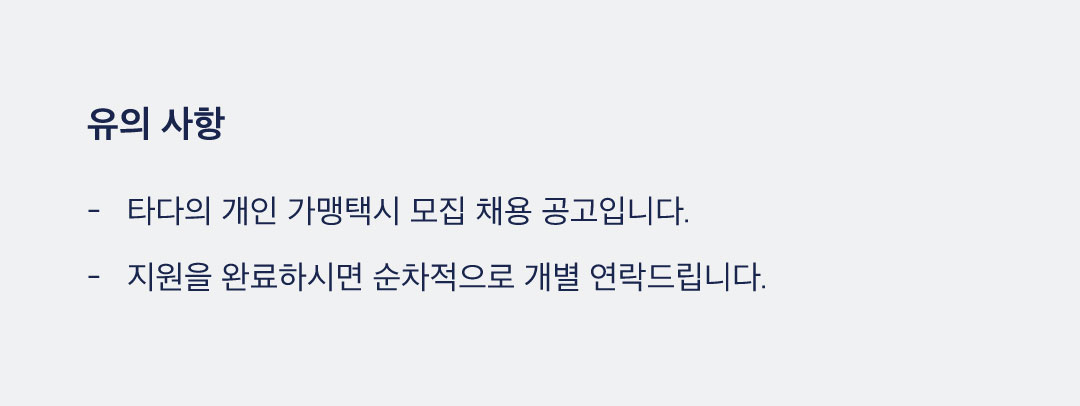 유의 사항
- 타다의 개인 가맹택시 모집 채용 공고입니다.
- 지원을 완료하시면 순차적으로 개별 연락드립니다.